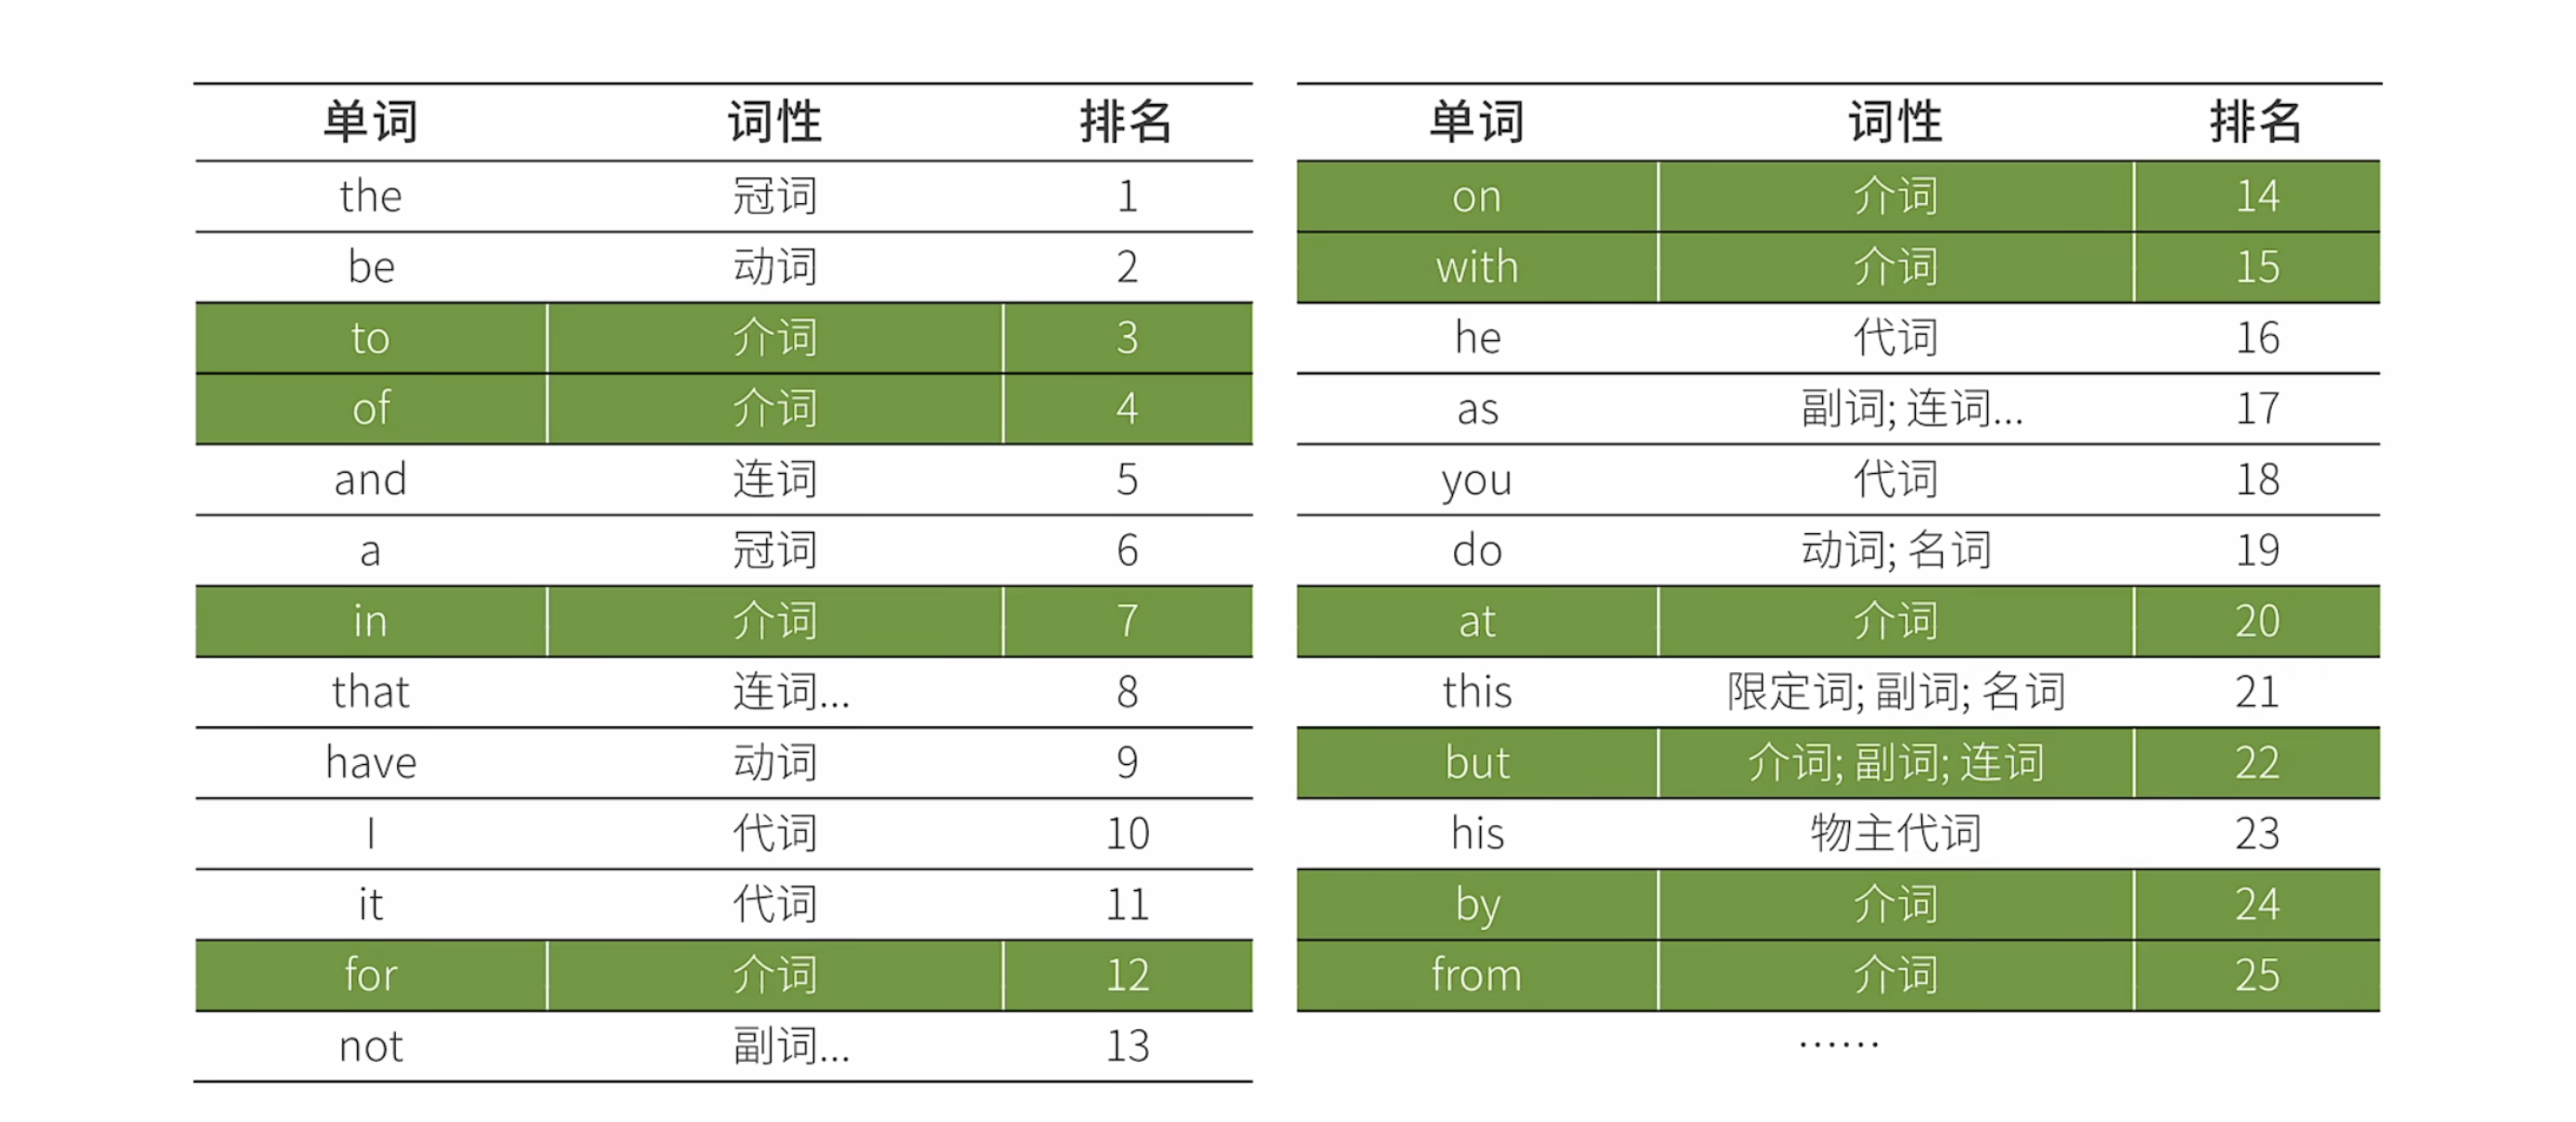 单词 词性 排名
the 冠词 1
be 动词 2
to 介词 3
of 介词 4
and 连词 5
a 冠词 6
in 介词 7
that 连词... 8
have 动词 9
I 代词 10
it 代词 11
for 介词 12
not 副词... 13
单词 词性 排名
on 介词 14
with 介词 15
he 代词 16
as 副词; 连词... 17
you 代词 18
do 动词; 名词 19
at 介词 20
this 限定词; 副词; 名词 21
but 介词; 副词; 连词 22
his 物主代词 23
by 介词 24
from 介词 25
……